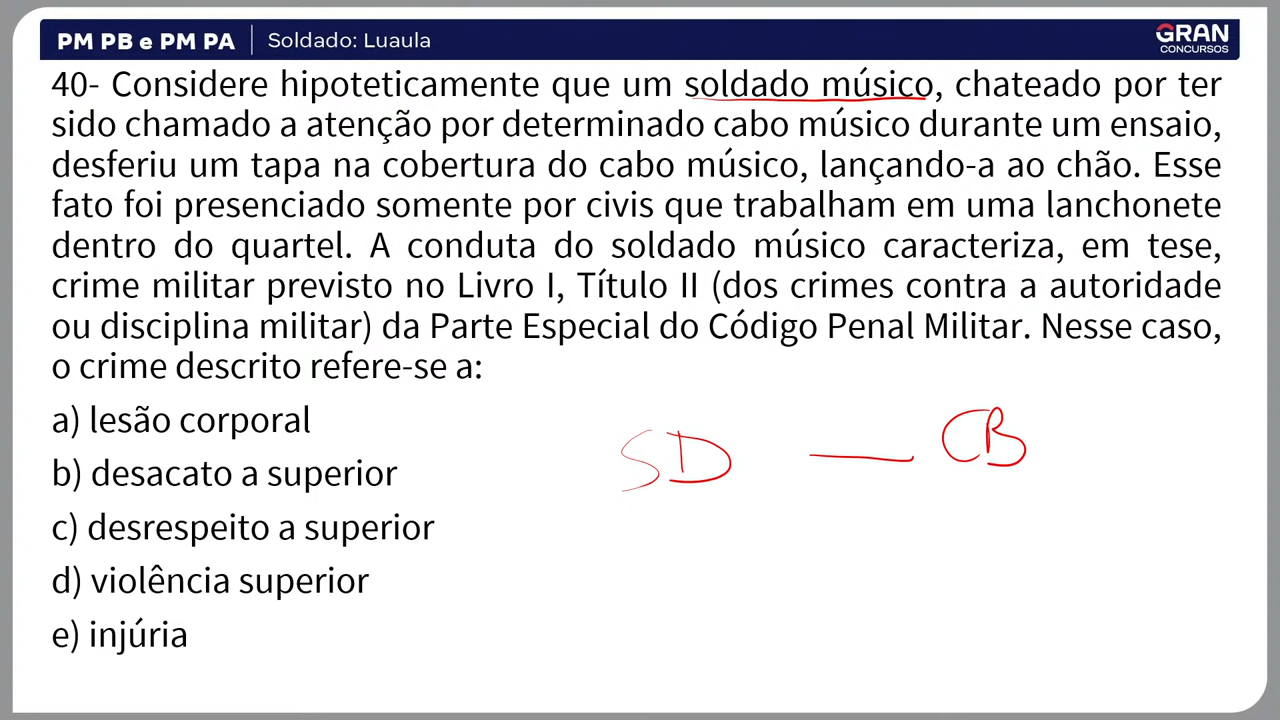 PM PB e PM PA | Soldado: Luaula
GRAN
CONCURSOS
40- Considere hipoteticamente que um soldado músico, chateado por ter
sido chamado a atenção por determinado cabo músico durante um ensaio,
desferiu um tapa na cobertura do cabo músico, lançando-a ao chão. Esse
fato foi presenciado somente por civis que trabalham em uma lanchonete
dentro do quartel. A conduta do soldado músico caracteriza, em tese,
crime militar previsto no Livro I, Título II (dos crimes contra a autoridade
ou disciplina militar) da Parte Especial do Código Penal Militar. Nesse caso,
o crime descrito refere-se a:
a) lesão corporal
b) desacato a superior
c) desrespeito a superior
d) violência superior
e) injúria
SD — CB